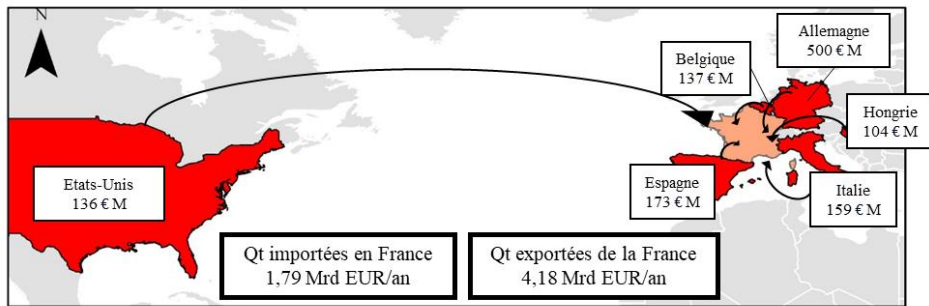 N
Allemagne
500 € M
Belgique
137 € M
Hongrie
104 € M
Etats-Unis
136 € M
Espagne
173 € M
Italie
159 € M
Qt importées en France
1,79 Mrd EUR/an
Qt exportées de la France
4,18 Mrd EUR/an